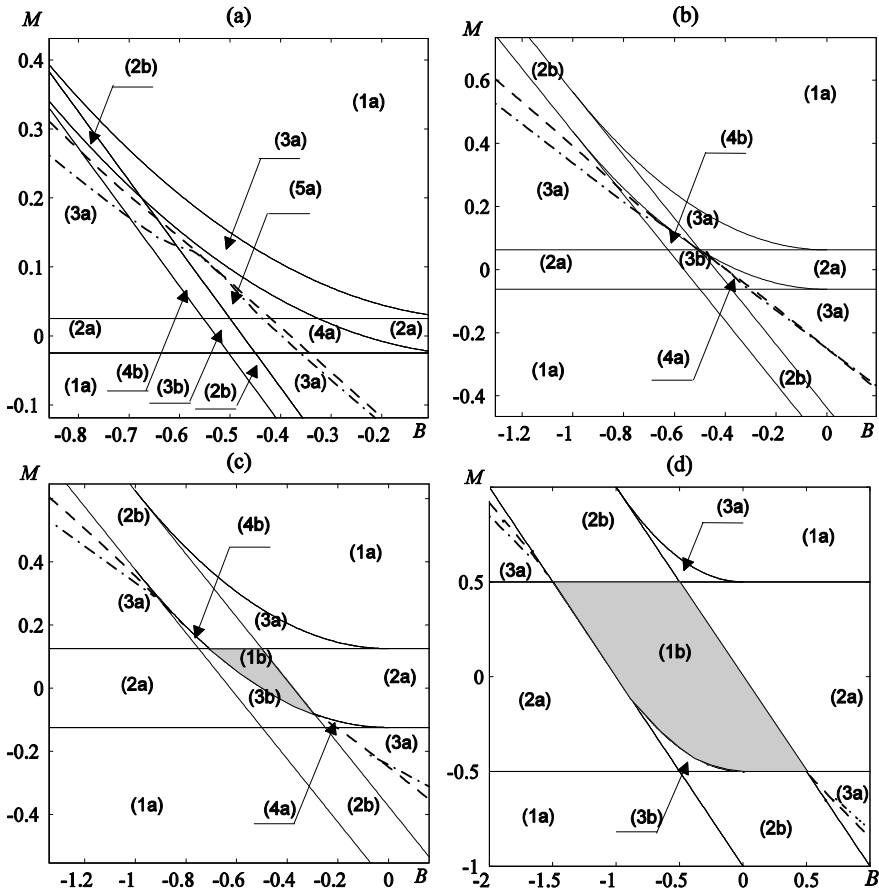 (a)
M
0.4
0.3
0.2
0.1
0
-0.1
(2b)
(1a)
(3a)
(5a)
(3a)
(2a)
(4a)
(2a)
(1a)
(4b)
(3b)
(2b)
(3a)
-0.8 -0.7 -0.6 -0.5 -0.4 -0.3 -0.2 B
(b)
M
0.6
0.4
0.2
0
-0.2
-0.4
(2b)
(1a)
(4b)
(3a)
(3a)
(2a)
(3b)
(2a)
(3a)
(4a)
(1a)
(2b)
-1.2 -1 -0.8 -0.6 -0.4 -0.2 0 B
(c)
M
0.4
0.2
0
-0.2
-0.4
(2b)
(4b)
(1a)
(3a)
(3a)
(1b)
(2a)
(3b)
(2a)
(3a)
(1a)
(4a)
(2b)
-1.2 -1 -0.8 -0.6 -0.4 -0.2 0 B
(d)
M
0.5
0
-0.5
-1
(2b)
(3a)
(1a)
(3a)
(1b)
(2a)
(2a)
(3a)
(1a)
(3b)
(2b)
-2 -1.5 -1 -0.5 0 0.5 B